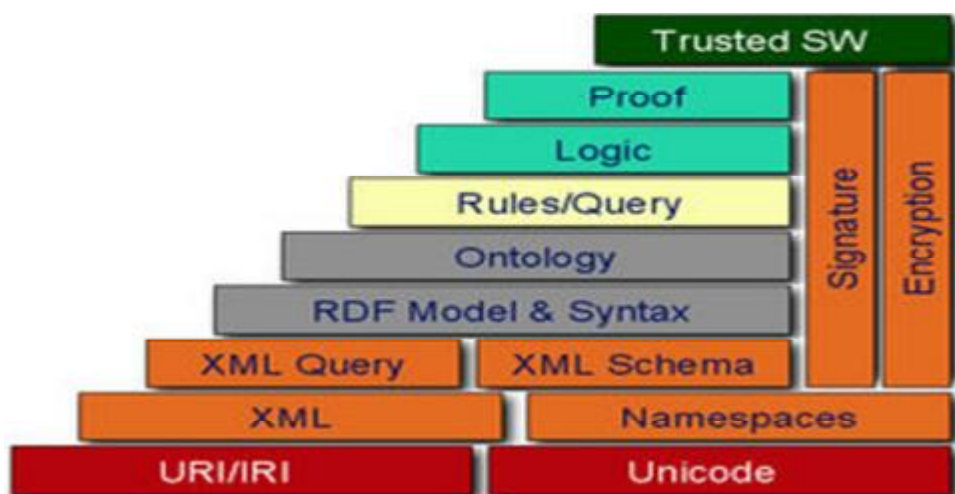 Trusted SW
Proof
Logic
Rules/Query
Ontology
RDF Model & Syntax
Signature
Encryption
XML Query
XML Schema
XML
Namespaces
URI/IRI
Unicode